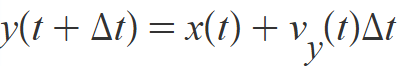 y(t + Δt) = x(t) + v_y(t)Δt